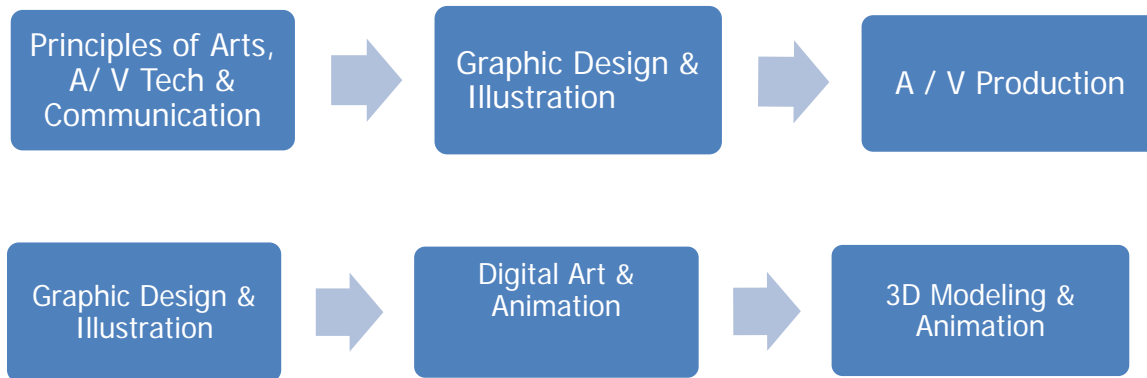 Principles of Arts,
A/ V Tech &
Communication
Graphic Design &
Illustration
A / V Production
Graphic Design &
Illustration
Digital Art &
Animation
3D Modeling &
Animation